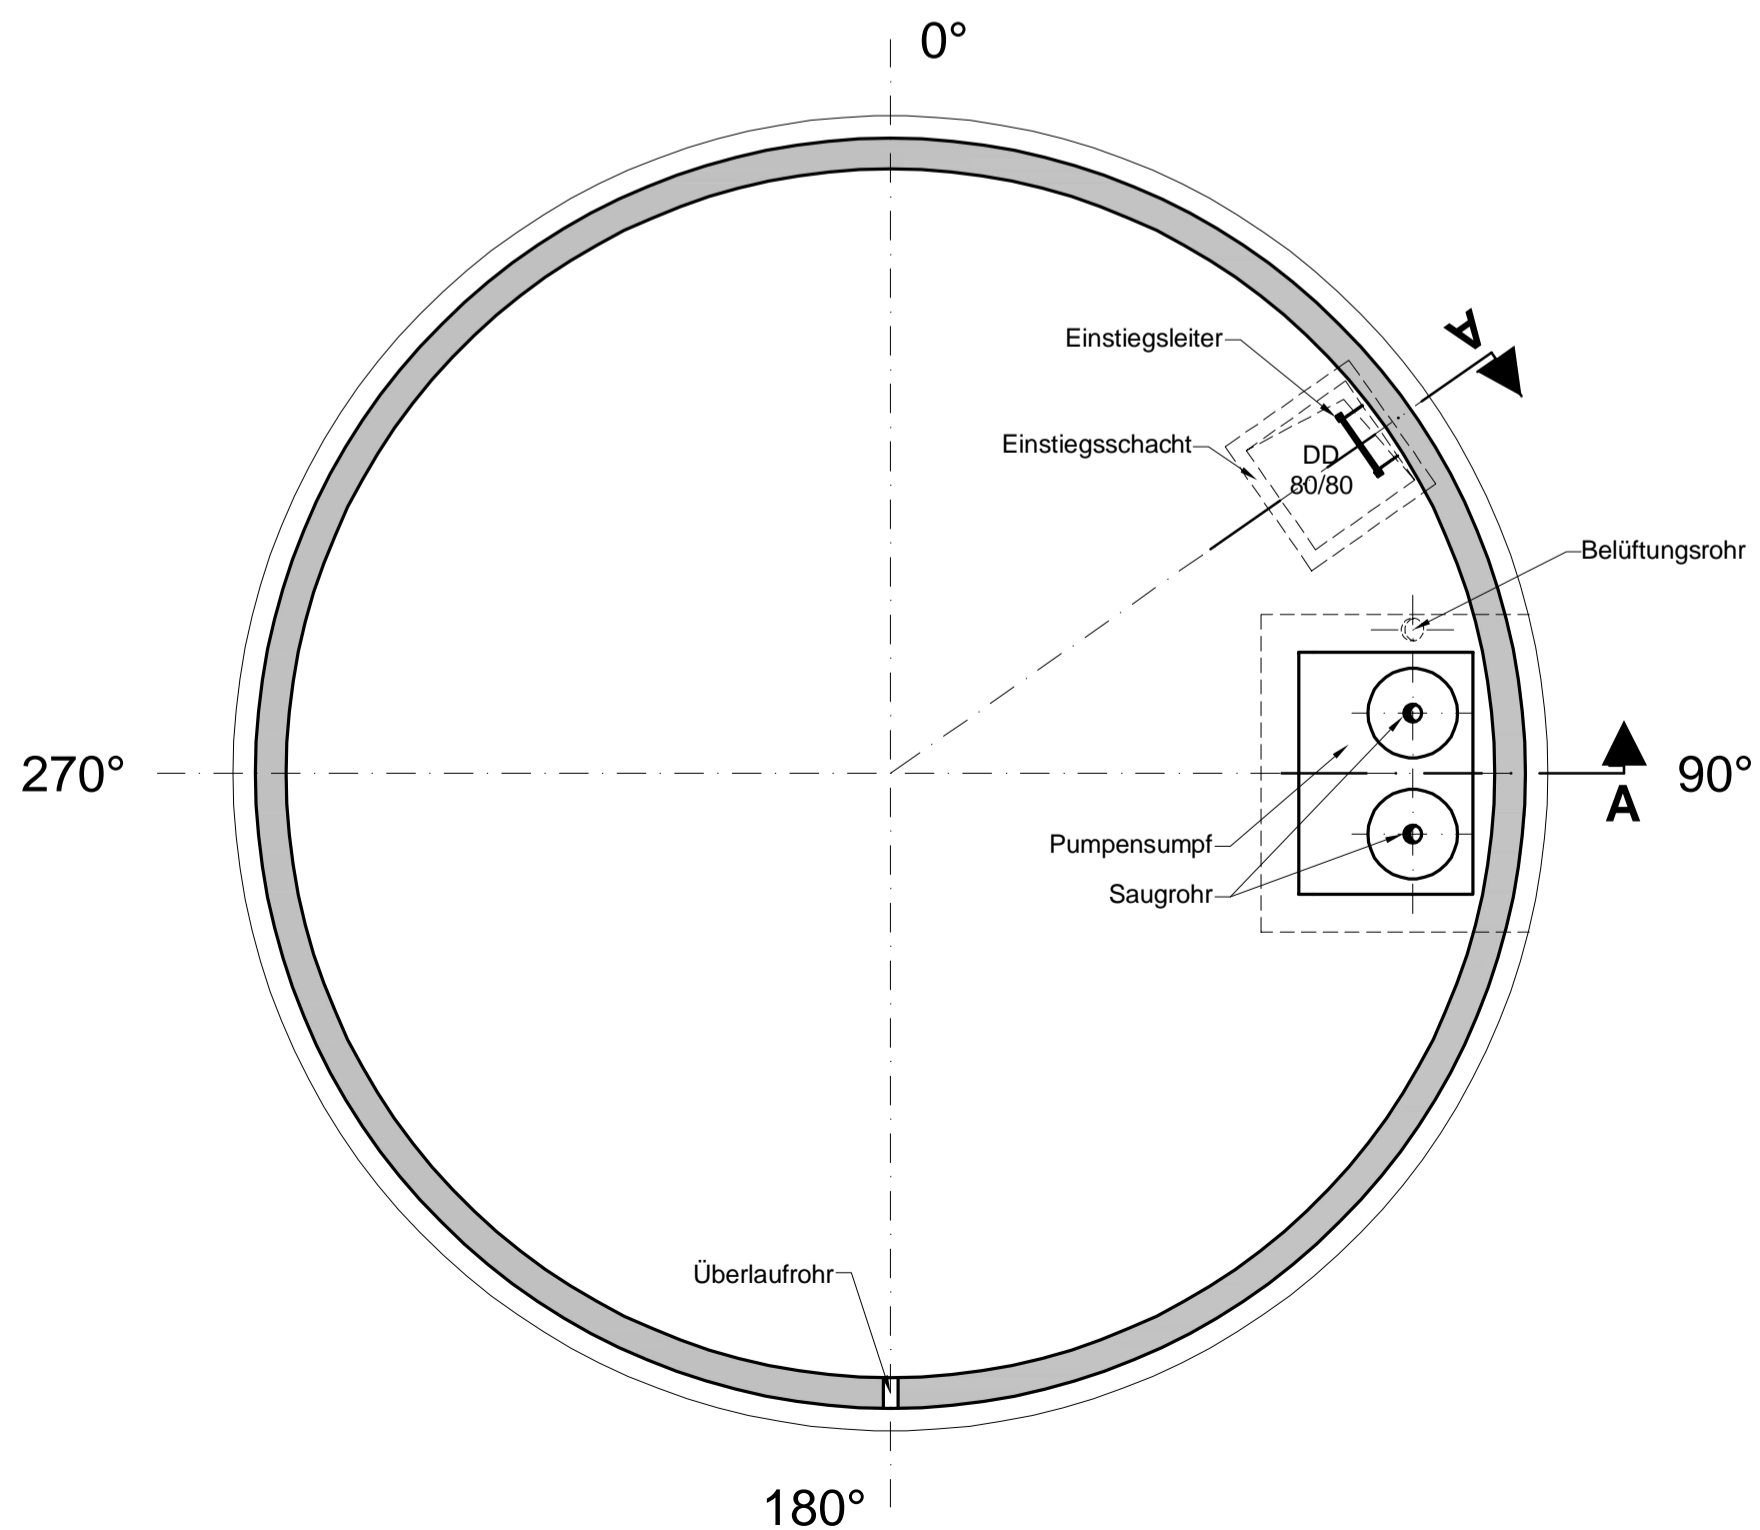 0°
A
Einstiegsleiter
Einstiegsschacht
DD
80/80
Belüftungsrohr
270°
90°
A
Pumpensumpf
Saugrohr
Überlaufrohr
180°